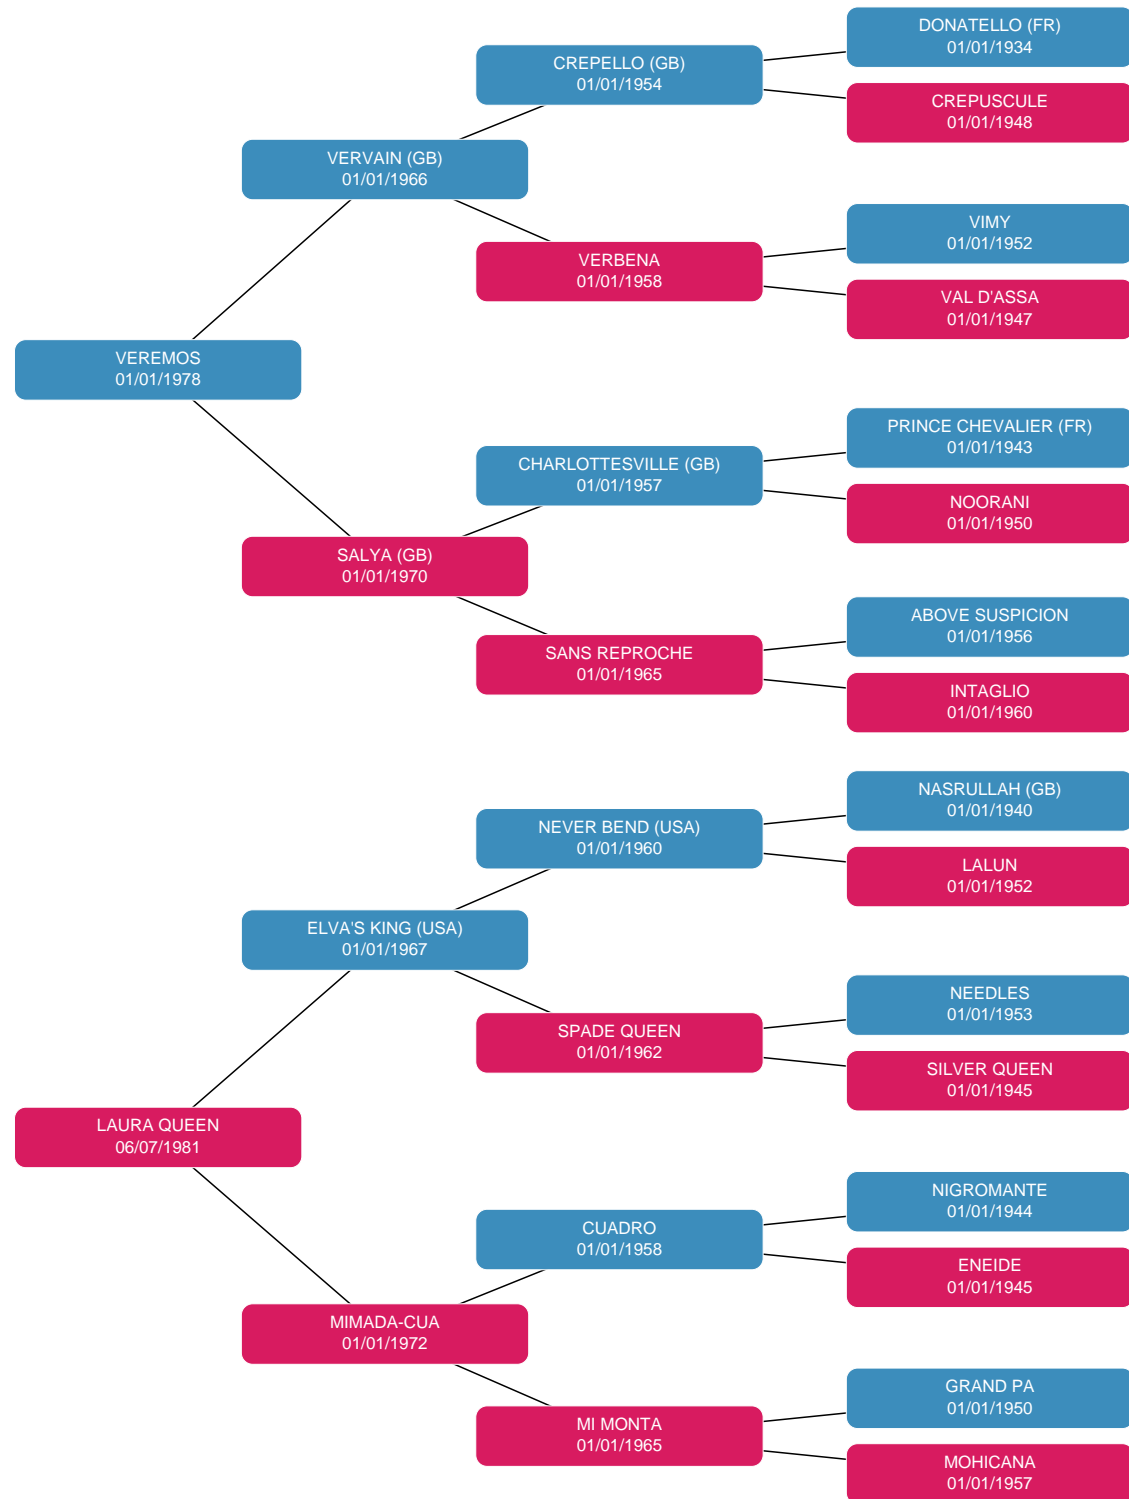 DONATELLO (FR)
01/01/1934
CREPELLO (GB)
01/01/1954
CREPUSCULE
01/01/1948
VERVAIN (GB)
01/01/1966
VIMY
01/01/1952
VERBENA
01/01/1958
VAL D'ASSA
01/01/1947
VEREMOS
01/01/1978
PRINCE CHEVALIER (FR)
01/01/1943
CHARLOTTESVILLE (GB)
01/01/1957
NOORANI
01/01/1950
SALYA (GB)
01/01/1970
ABOVE SUSPICION
01/01/1956
SANS REPROCHE
01/01/1965
INTAGLIO
01/01/1960
NASRULLAH (GB)
01/01/1940
NEVER BEND (USA)
01/01/1960
LALUN
01/01/1952
ELVA'S KING (USA)
01/01/1967
NEEDLES
01/01/1953
SPADE QUEEN
01/01/1962
SILVER QUEEN
01/01/1945
LAURA QUEEN
06/07/1981
NIGROMANTE
01/01/1944
CUADRO
01/01/1958
ENEIDE
01/01/1945
MIMADA-CUA
01/01/1972
GRAND PA
01/01/1950
MI MONTA
01/01/1965
MOHICANA
01/01/1957